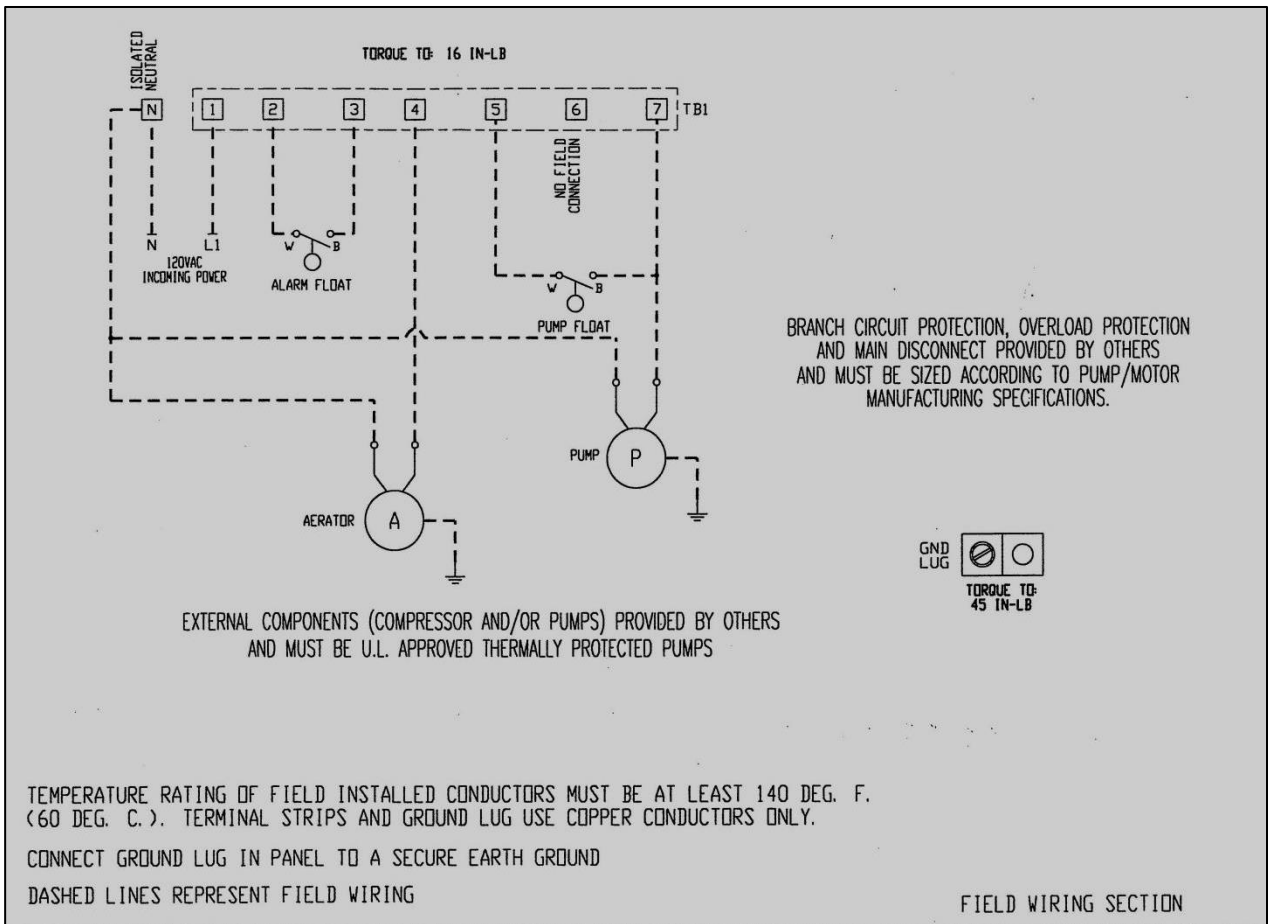 ISOLATED
NEUTRAL
TORQUE TO: 16 IN-LB
N 1 2 3 4 5 6 7 TB1
NO FIELD
CONNECTION
N L1
120VAC
INCOMING POWER
W B
ALARM FLOAT
W B
PUMP FLOAT
BRANCH CIRCUIT PROTECTION, OVERLOAD PROTECTION
AND MAIN DISCONNECT PROVIDED BY OTHERS
AND MUST BE SIZED ACCORDING TO PUMP/MOTOR
MANUFACTURING SPECIFICATIONS.
PUMP P
AERATOR A
GND
LUG
TORQUE TO:
45 IN-LB
EXTERNAL COMPONENTS (COMPRESSOR AND/OR PUMPS) PROVIDED BY OTHERS
AND MUST BE U.L. APPROVED THERMALLY PROTECTED PUMPS
TEMPERATURE RATING OF FIELD INSTALLED CONDUCTORS MUST BE AT LEAST 140 DEG. F.
(60 DEG. C.). TERMINAL STRIPS AND GROUND LUG USE COPPER CONDUCTORS ONLY.
CONNECT GROUND LUG IN PANEL TO A SECURE EARTH GROUND
DASHED LINES REPRESENT FIELD WIRING
FIELD WIRING SECTION